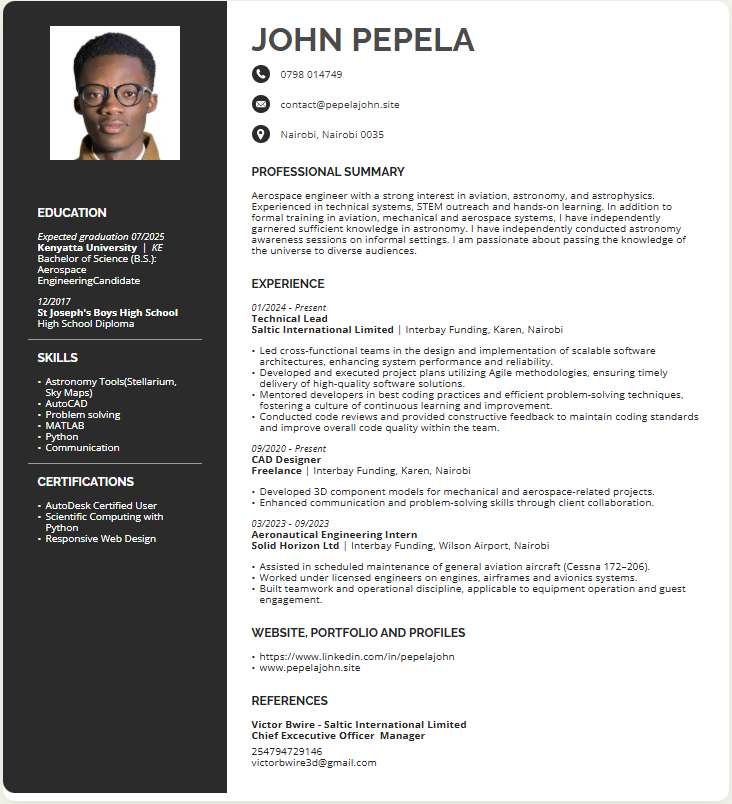 JOHN PEPELA
0798 014749
contact@pepelajohn.site
Nairobi, Nairobi 0035
EDUCATION
Expected graduation 07/2025
Kenyatta University | KE
Bachelor of Science (B.S.):
Aerospace
EngineeringCandidate
12/2017
St Joseph's Boys High School
High School Diploma
SKILLS
• Astronomy Tools(Stellarium,
Sky Maps)
• AutoCAD
• Problem solving
• MATLAB
• Python
• Communication
CERTIFICATIONS
• AutoDesk Certified User
• Scientific Computing with
Python
• Responsive Web Design
PROFESSIONAL SUMMARY
Aerospace engineer with a strong interest in aviation, astronomy, and astrophysics.
Experienced in technical systems, STEM outreach and hands-on learning. In addition to
formal training in aviation, mechanical and aerospace systems, I have independently
garnered sufficient knowledge in astronomy. I have independently conducted astronomy
awareness sessions on informal settings. I am passionate about passing the knowledge of
the universe to diverse audiences.
EXPERIENCE
01/2024 - Present
Technical Lead
Saltic International Limited | Interbay Funding, Karen, Nairobi
• Led cross-functional teams in the design and implementation of scalable software
architectures, enhancing system performance and reliability.
• Developed and executed project plans utilizing Agile methodologies, ensuring timely
delivery of high-quality software solutions.
• Mentored developers in best coding practices and efficient problem-solving techniques,
fostering a culture of continuous learning and improvement.
• Conducted code reviews and provided constructive feedback to maintain coding standards
and improve overall code quality within the team.
09/2020 - Present
CAD Designer
Freelance | Interbay Funding, Karen, Nairobi
• Developed 3D component models for mechanical and aerospace-related projects.
• Enhanced communication and problem-solving skills through client collaboration.
03/2023 - 09/2023
Aeronautical Engineering Intern
Solid Horizon Ltd | Interbay Funding, Wilson Airport, Nairobi
• Assisted in scheduled maintenance of general aviation aircraft (Cessna 172–206).
• Worked under licensed engineers on engines, airframes and avionics systems.
• Built teamwork and operational discipline, applicable to equipment operation and guest
engagement.
WEBSITE, PORTFOLIO AND PROFILES
• https://www.linkedin.com/in/pepelajohn
• www.pepelajohn.site
REFERENCES
Victor Bwire - Saltic International Limited
Chief Excecutive Officer Manager
254794729146
victorbwire3d@gmail.com